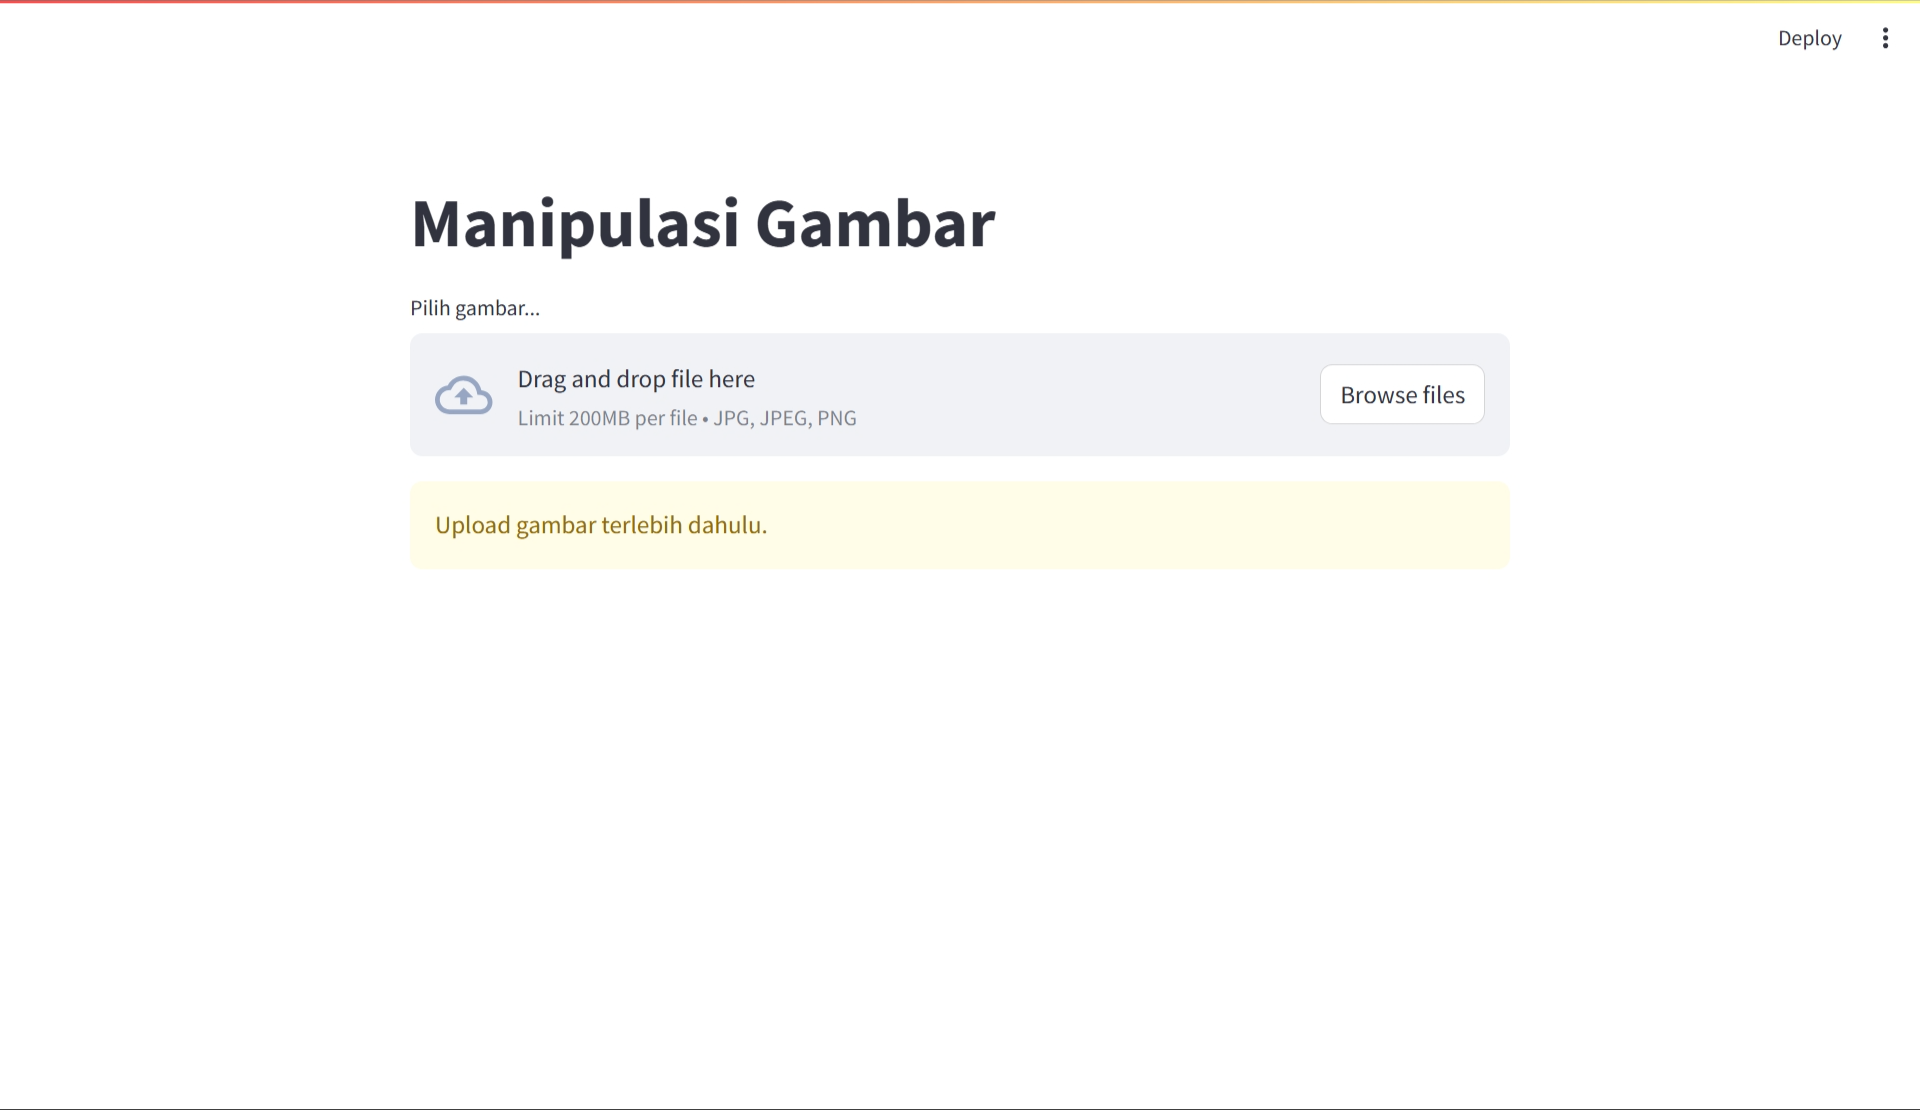 Deploy
Manipulasi Gambar
Pilih gambar...
Drag and drop file here
Limit 200MB per file • JPG, JPEG, PNG
Browse files
Upload gambar terlebih dahulu.